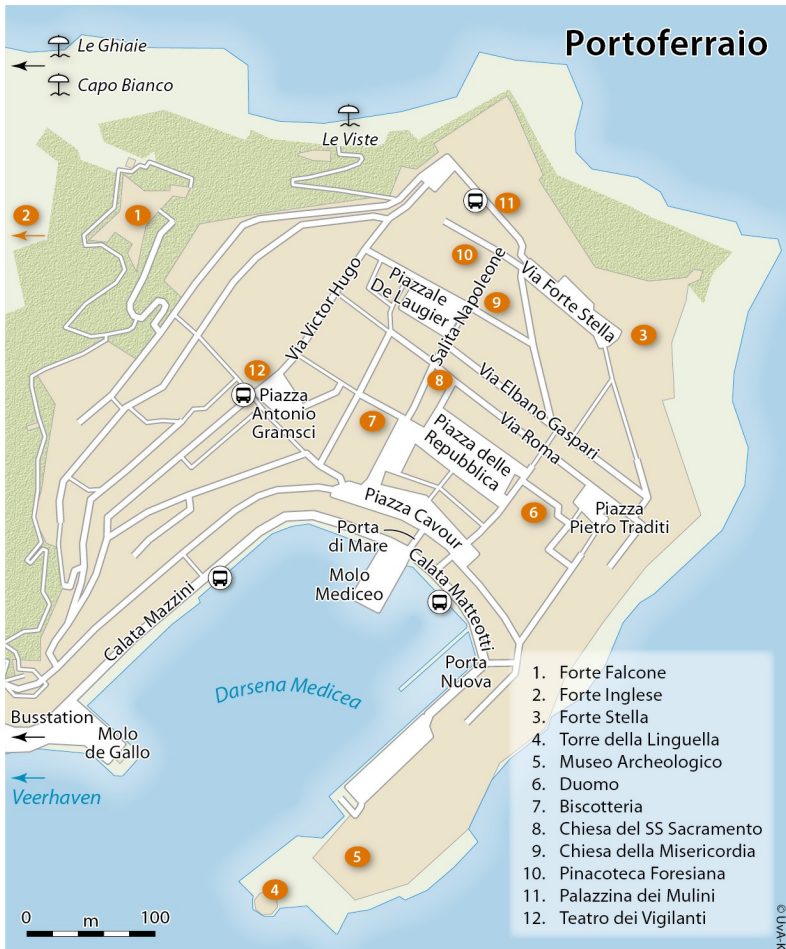 Portoferraio
Le Ghiaie
Capo Bianco
Le Viste
2
1
11
10
Via Forte Stella
Piazzale
De Laugier
Salita Napoleone
9
3
Via Victor Hugo
12
8
Piazza
Antonio
Gramsci
7
Via Elbano Gaspari
Via Roma
Piazza delle
Repubblica
6
Piazza
Pietro Traditi
Piazza Cavour
Porta
di Mare
Molo
Mediceo
Calata Matteotti
Calata Mazzini
Porta
Nuova
Darsena Medicea
Busstation
Molo
de Gallo
Veerhaven
5
4
0 m 100
1. Forte Falcone
2. Forte Inglese
3. Forte Stella
4. Torre della Linguella
5. Museo Archeologico
6. Duomo
7. Biscotteria
8. Chiesa del SS Sacramento
9. Chiesa della Misericordia
10. Pinacoteca Foresiana
11. Palazzina dei Mulini
12. Teatro dei Vigilanti
© UvA-K